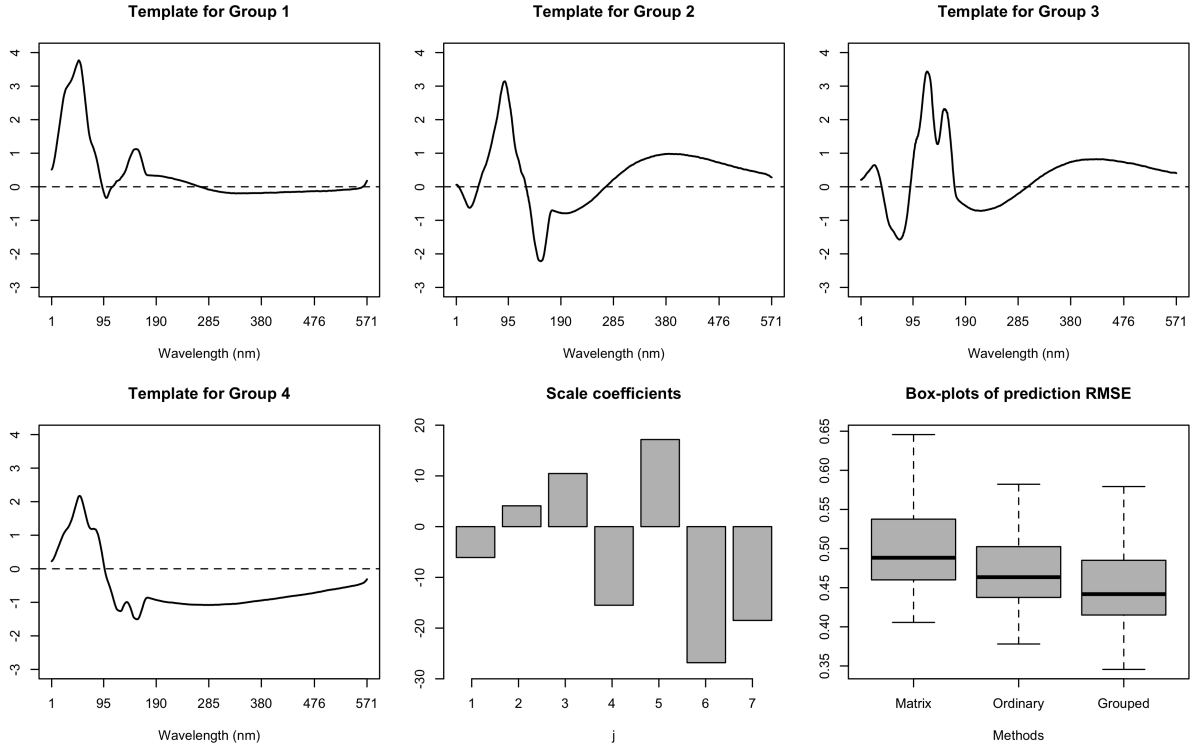 Template for Group 1
4
3
2
1
0
-1
-2
-3
1 95 190 285 380 476 571
Wavelength (nm)
Template for Group 2
4
3
2
1
0
-1
-2
-3
1 95 190 285 380 476 571
Wavelength (nm)
Template for Group 3
4
3
2
1
0
-1
-2
-3
1 95 190 285 380 476 571
Wavelength (nm)
Template for Group 4
4
3
2
1
0
-1
-2
-3
1 95 190 285 380 476 571
Wavelength (nm)
Scale coefficients
20
10
0
-10
-20
-30
1 2 3 4 5 6 7
j
Box-plots of prediction RMSE
0.65
0.60
0.55
0.50
0.45
0.40
0.35
Matrix Ordinary Grouped
Methods